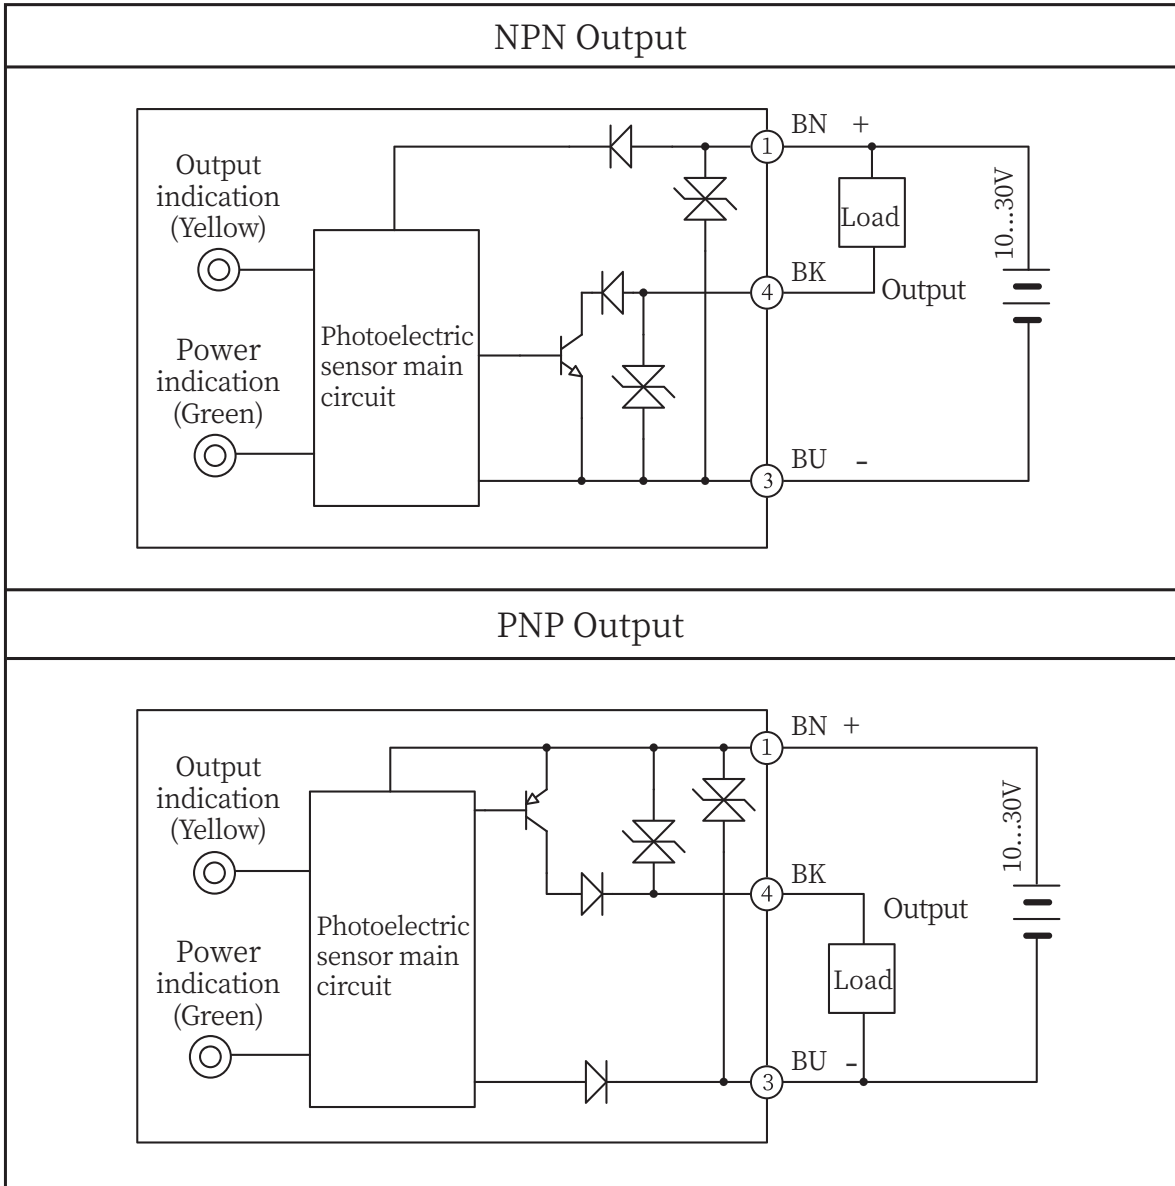 NPN Output
BN +
Output
indication
(Yellow)
1
Load
10...30V
BK
4
Output
Power
indication
(Green)
Photoelectric
sensor main
circuit
BU -
3
PNP Output
BN +
1
Output
indication
(Yellow)
10...30V
BK
4
Output
Photoelectric
sensor main
circuit
Power
indication
(Green)
Load
BU -
3